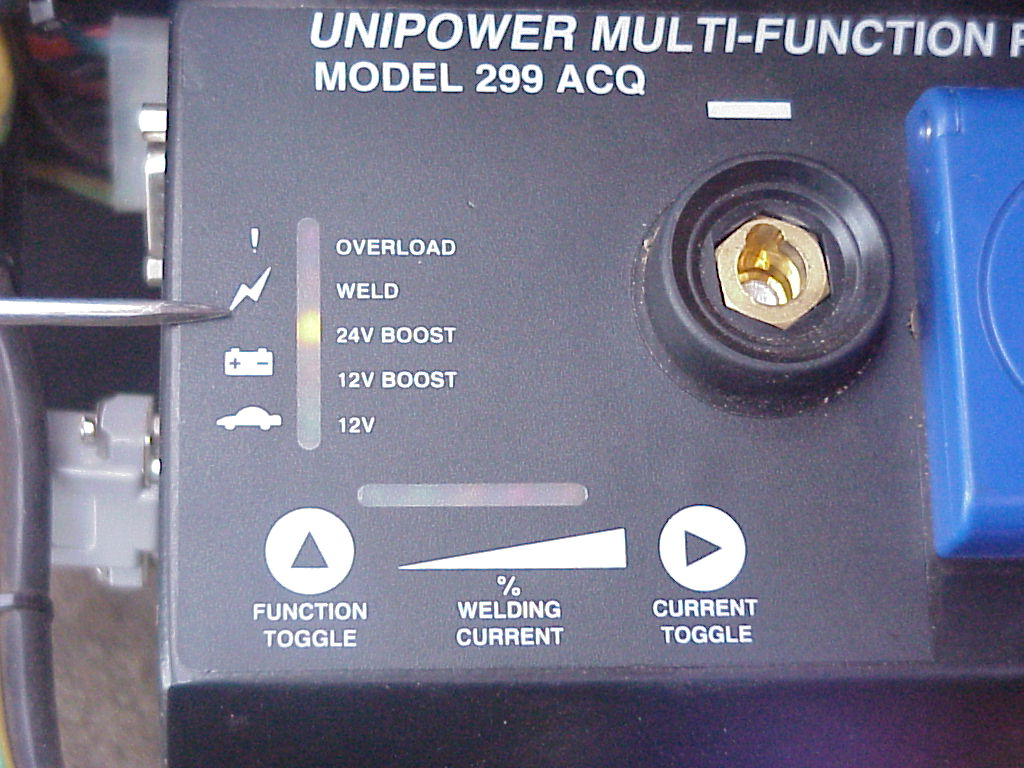 UNIPOWER MULTI-FUNCTION
MODEL 299 ACQ
!
OVERLOAD
WELD
24V BOOST
12V BOOST
12V
%
FUNCTION
TOGGLE
WELDING
CURRENT
CURRENT
TOGGLE